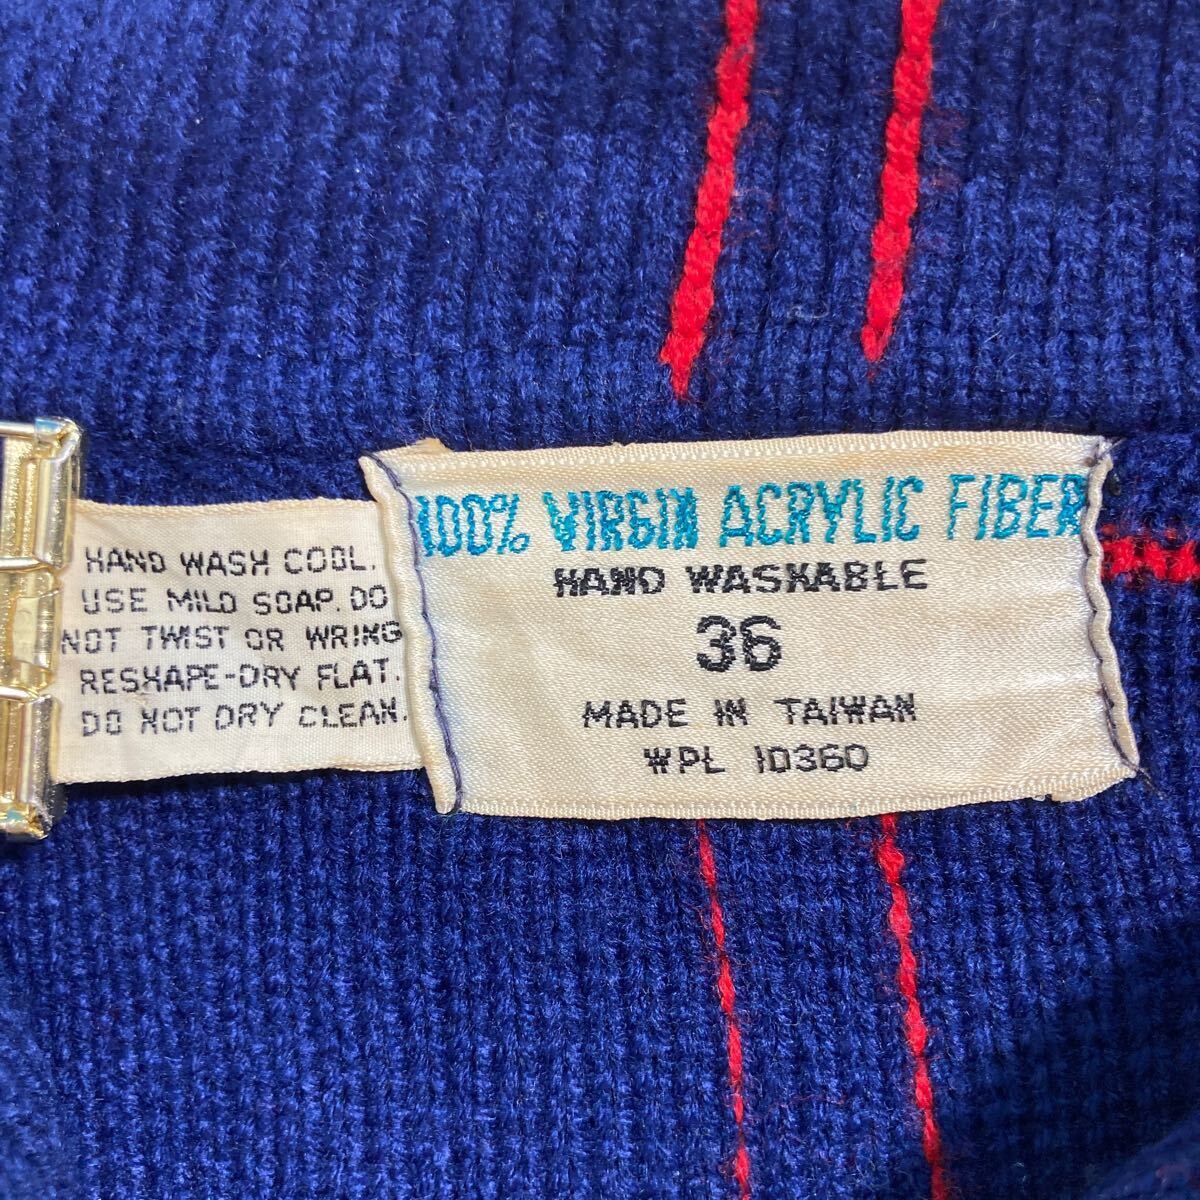 HAND WASH COOL.
USE MILD SOAP. DO
NOT TWIST OR WRING
RESHAPE-DRY FLAT.
DO NOT DRY CLEAN.
100% VIRGIN ACRYLIC FIBER
HAND WASHABLE
36
MADE IN TAIWAN
WPL 10360